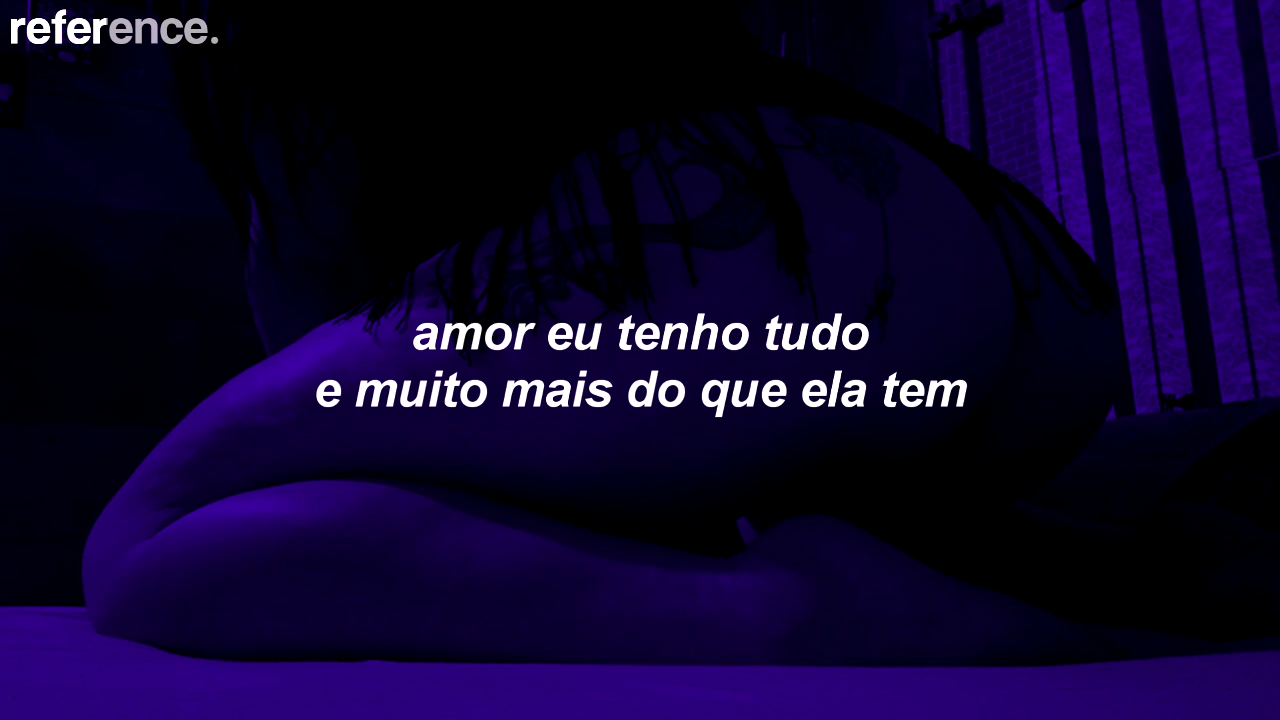 reference.
amor eu tenho tudo
e muito mais do que ela tem